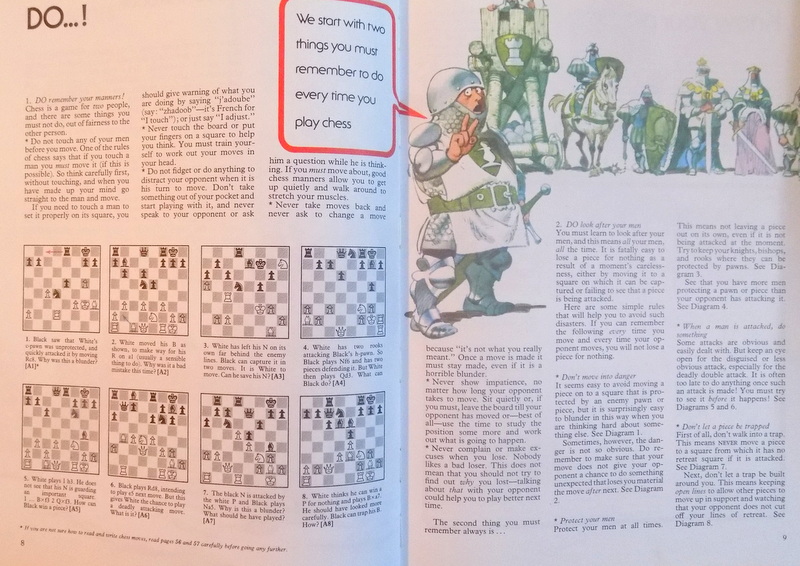 DO...!
We start with two
things you must
remember to do
every time you
play chess
1. DO remember your manners!
Chess is a game for two people,
and there are some things you
must not do, out of fairness to the
other person.
* Do not touch any of your men
before you move. One of the rules
of chess says that if you touch a
man you must move it (if this is
possible). So think carefully first,
without touching, and when you
have made up your mind go
straight to the man and move.
If you need to touch a man to
set it properly on its square, you
should give warning of what you
are doing by saying "j'adoube"
(say: "zhadoob"—it's French for
"I touch"); or just say "I adjust."
* Never touch the board or put
your fingers on a square to help
you think. You must train your-
self to work out your moves in
your head.
* Do not fidget or do anything to
distract your opponent when it is
his turn to move. Don't take
something out of your pocket and
start playing with it, and never
speak to your opponent or ask
him a question while he is think-
ing. If you must move about, good
chess manners allow you to get
up quietly and walk around to
stretch your muscles.
* Never take moves back and
never ask to change a move
1. Black saw that White's
pawn was unprotected, and
quickly attacked it by moving
Rc8. Why was this a blunder?
[A1]*
2. White moved his B as
shown, to make way for his
R on a1 (usually a sensible
thing to do). Why was it a bad
mistake this time? [A2]
3. White has left his N on its
own far behind the enemy
lines. Black can capture it in
two moves. It is White to
move. Can he save his N? [A3]
4. White has two rooks
attacking Black's h-pawn. So
Black plays Nf6 and has two
pieces defending it. But White
then plays Qd3. What can
Black do? [A4]
5. White plays 1 h3. He does
not see that his N is guarding
an important square.
Black win a piece? [A5]
6. Black plays Rd8, intending
to play e5 next move. But this
gives White the chance to play
a deadly attacking move.
What is it? [A6]
7. The black N is attacked by
the white P and Black plays
Na5. Why is this a blunder?
What should he have played?
[A7]
8. White thinks he can win a
P for nothing and plays B×a7.
He should have looked more
carefully. Black can trap his B.
How? [A8]
* If you are not sure how to read and write chess moves, read pages 56 and 57 carefully before going any further.
8
because "it's not what you really
meant." Once a move is made it
must stay made, even if it is a
horrible blunder.
* Never show impatience, no
matter how long your opponent
takes to move. Sit quietly or, if
you must, leave the board till your
opponent has moved or—best of
all—use the time to study the
position some more and work
out what is going to happen.
* Never complain or make ex-
cuses when you lose. Nobody
likes a bad loser. This does not
mean that you should not try to
find out why you lost—talking
about that with your opponent
could help you to play better next
time.
The second thing you must
remember always is ...
2. DO look after your men
You must learn to look after your
men, and this means all your men,
all the time. It is fatally easy to
lose a piece for nothing as the
result of a moment's careless-
ness, either by moving it to a
square on which it can be cap-
tured or failing to see that a piece
is being attacked.
Here are some simple rules
that will help you to avoid such
disasters. If you can remember
the following every time you
move and every time your op-
ponent moves, you will not lose a
piece for nothing.
* Don't move into danger
It seems easy to avoid moving a
piece on to a square that is pro-
tected by an enemy pawn or
piece, but it is surprisingly easy
to blunder in this way when you
are thinking hard about some-
thing else. See Diagram 1.
Sometimes, however, the dan-
ger is not so obvious. Do re-
member to make sure that your
move does not give your op-
ponent a chance to do something
unexpected that loses you material
the move after next. See Diagram
2.
* Protect your men
Protect your men at all times.
This means not leaving a piece
out on its own, even if it is not
being attacked at the moment.
Try to keep your knights, bishops,
and rooks where they can be
protected by pawns. See Dia-
gram 3.
See that you have more men
protecting a pawn or piece than
your opponent has attacking it.
See Diagram 4.
* When a man is attacked, do
something
Some attacks are obvious and
easily dealt with. But keep an eye
open for the disguised or less
obvious attack, especially for the
deadly double attack. It is often
too late to do anything once such
an attack is made! You must try
to see it before it happens! See
Diagrams 5 and 6.
* Don't let a piece be trapped
First of all, don't walk into a trap.
This means NEVER move a piece
to a square from which it has no
retreat square if it is attacked.
See Diagram 7.
Next, don't let a trap be built
around you. This means keeping
open lines to allow other pieces to
move up in support and watching
that your opponent does not cut
off your lines of retreat. See
Diagram 8.
9